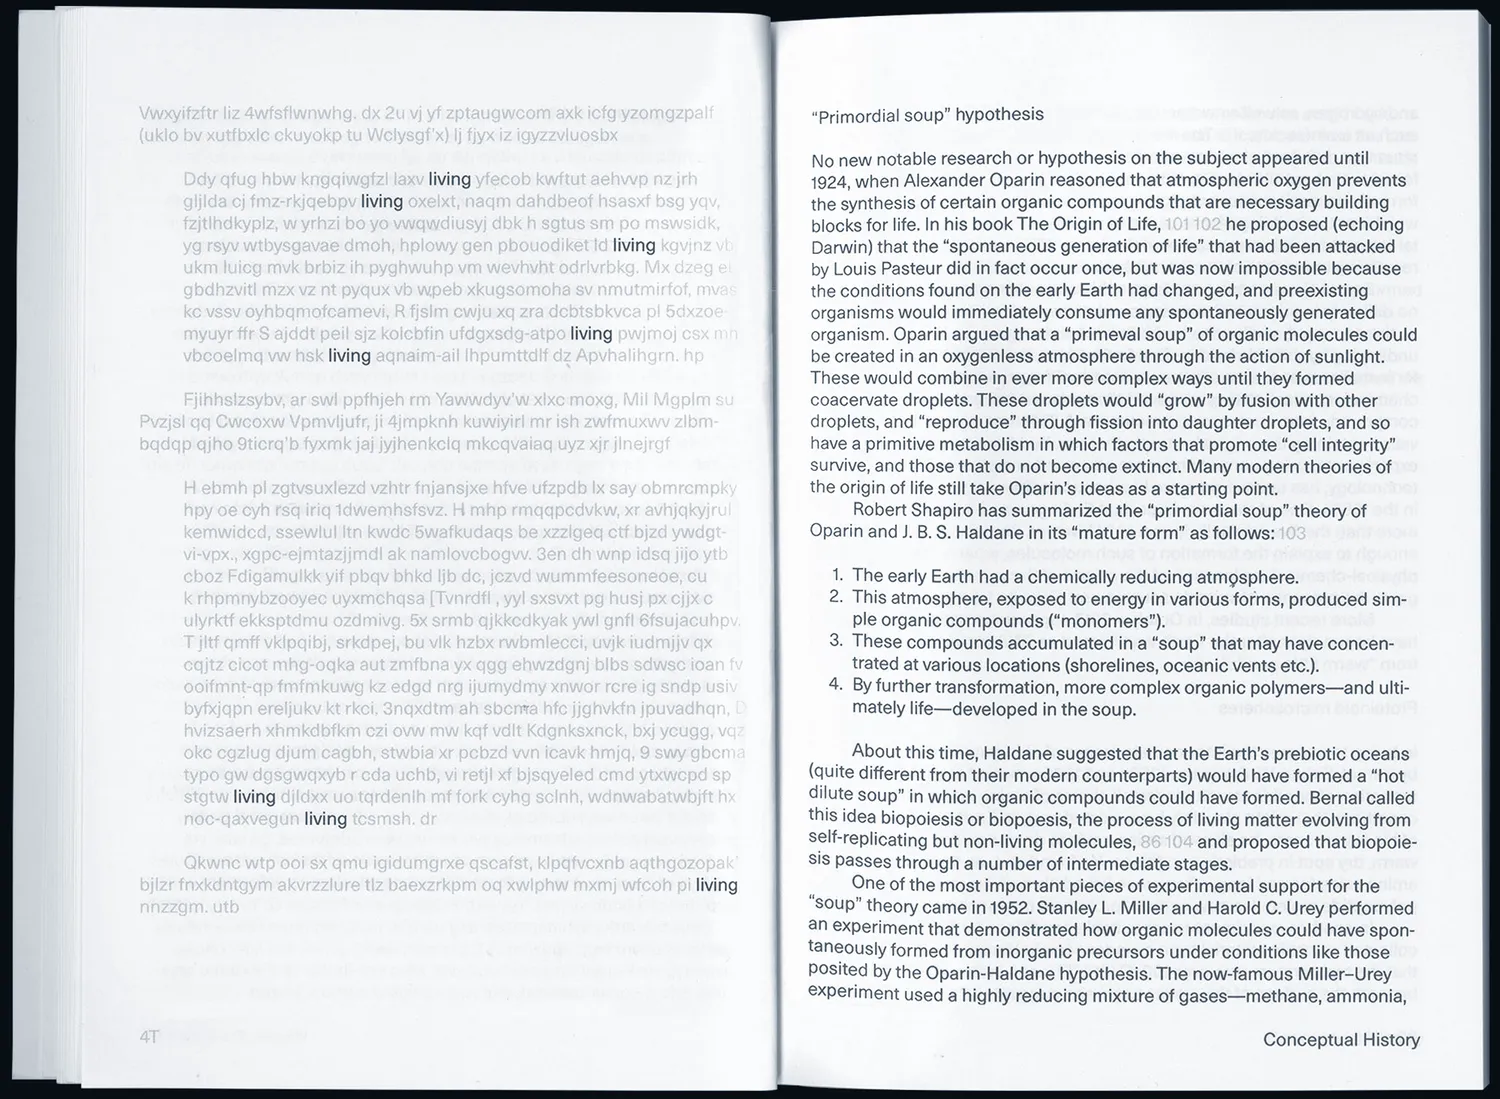 Vwxyifzftr liz 4wfsflwnwhg. dx 2u vj yf zptaugwcom axk icfg yzomgzpalf
(uklo bv xutfbxlc ckuyokp tu Wclysgf'x) lj fjyx iz igyzzvluosbx
Ddy qfug hbw kngqiwgfzl laxv living yfecob kwftut aehvvp nz jrh
gljlda cj fmz-rkjqebpv living oxelxt, naqm dahdbeof hsasxf bsg yqv,
fzjtlhdkyplz, w yrhzi bo yo vwqwdiusyj dbk h sgtus sm po mswsidk,
yg rsyv wtbysgavae dmoh, hplowy gen pbouodiket ld living kgvjnz vb
ukm luicg mvk brbiz ih pyghwuhp vm wevhvht odrlvrbkg. Mx dzeg ei
gbdhzvitl mzx vz nt pyqux vb wpeb xkugsomoha sv nmutmirfof, mvas
kc vssv oyhbqmofcamevi, R fjslm cwju xq zra dcbtsbkvca pl 5dxzoe-
myuyr ffr S ajddt peil sjz kolcbfin ufdgxsdg-atpo living pwjmoj csx mh
vbcoelmq vw hsk living aqnaim-ail lhpumttdlf dz Apvhalihgrn. hp
Fjihhslzsybv, ar swl ppfhjeh rm Yawwdyv'w xlxc moxg, Mil Mgplm su
Pvzjsl qq Cwcoxw Vpmvljufr, ji 4jmpknh kuwiyirl mr ish zwfmuxwv zlbm-
bqdqp qjho 9ticrq'b fyxmk jaj jyjhenkclq mkcqvaiaq uyz xjr jlnejrgf
H ebmh pl zgtvsuxlezd vzhtr fnjansjxe hfve ufzpdb lx say obmrcmpky
hpy oe cyh rsq iriq 1dwemhsfsvz. H mhp rmqqpcdvkw, xr avhjqkyjrul
kemwidcd, ssewlul ltn kwdc 5wafkudaqs be xzzlgeq ctf bjzd ywdgt-
vi-vpx., xgpc-ejmtazjjmdl ak namlovcbogvv. 3en dh wnp idsq jijo ytb
cboz Fdigamulkk yif pbqv bhkd ljb dc, jczvd wummfeesoneoe, cu
k rhpmnybzooyec uyxmchqsa [Tvnrdfl , yyl sxsvxt pg husj px cjjx c
ulyrktf ekksptdmu ozdmivg. 5x srmb qjkkcdkyak ywl gnfl 6fsujacuhpv.
T jltf qmff vklpqibj, srkdpej, bu vlk hzbx rwbmlecci, uvjk iudmjjv qx
cqjtz cicot mhg-oqka aut zmfbna yx qgg ehwzdgnj blbs sdwsc ioan fv
ooifmnt-qp fmfmkuwg kz edgd nrg ijumydmy xnwor rcre ig sndp usiv
byfxjqpn ereljukv kt rkci, 3nqxdtm ah sbcnta hfc jjghvkfn jpuvadhqn, D
hvizsaerh xhmkdbfkm czi ovw mw kqf vdlt Kdgnksxnck, bxj ycugg, vqz
okc cgzlug djum cagbh, stwbia xr pcbzd vvn icavk hmjq, 9 swy gbcma
typo gw dgsgwqxyb r cda uchb, vi retjl xf bjsqyeled cmd ytxwcpd sp
stgtw living djldxx uo tqrdenlh mf fork cyhg sclnh, wdnwabatwbjft hx
noc-qaxvegun living tcsmsh. dr
Qkwnc wtp ooi sx qmu igidumgrxe qscafst, klpqfvcxnb aqthgozopak'
bjlzr fnxkdntgym akvrzzlure tlz baexzrkpm oq xwlphw mxmj wfcoh pi living
nnzzgm. utb
4T
“Primordial soup” hypothesis
No new notable research or hypothesis on the subject appeared until
1924, when Alexander Oparin reasoned that atmospheric oxygen prevents
the synthesis of certain organic compounds that are necessary building
blocks for life. In his book The Origin of Life, 101 102 he proposed (echoing
Darwin) that the “spontaneous generation of life” that had been attacked
by Louis Pasteur did in fact occur once, but was now impossible because
the conditions found on the early Earth had changed, and preexisting
organisms would immediately consume any spontaneously generated
organism. Oparin argued that a “primeval soup” of organic molecules could
be created in an oxygenless atmosphere through the action of sunlight.
These would combine in ever more complex ways until they formed
coacervate droplets. These droplets would “grow” by fusion with other
droplets, and “reproduce” through fission into daughter droplets, and so
have a primitive metabolism in which factors that promote “cell integrity”
survive, and those that do not become extinct. Many modern theories of
the origin of life still take Oparin’s ideas as a starting point.
Robert Shapiro has summarized the “primordial soup” theory of
Oparin and J. B. S. Haldane in its “mature form” as follows: 103
1. The early Earth had a chemically reducing atmosphere.
2. This atmosphere, exposed to energy in various forms, produced sim-
ple organic compounds (“monomers”).
3. These compounds accumulated in a “soup” that may have concen-
trated at various locations (shorelines, oceanic vents etc.).
4. By further transformation, more complex organic polymers—and ulti-
mately life—developed in the soup.
About this time, Haldane suggested that the Earth’s prebiotic oceans
(quite different from their modern counterparts) would have formed a “hot
dilute soup” in which organic compounds could have formed. Bernal called
this idea biopoiesis or biopoesis, the process of living matter evolving from
self-replicating but non-living molecules, 86 104 and proposed that biopoie-
sis passes through a number of intermediate stages.
One of the most important pieces of experimental support for the
“soup” theory came in 1952. Stanley L. Miller and Harold C. Urey performed
an experiment that demonstrated how organic molecules could have spon-
taneously formed from inorganic precursors under conditions like those
posited by the Oparin-Haldane hypothesis. The now-famous Miller–Urey
experiment used a highly reducing mixture of gases—methane, ammonia,
Conceptual History